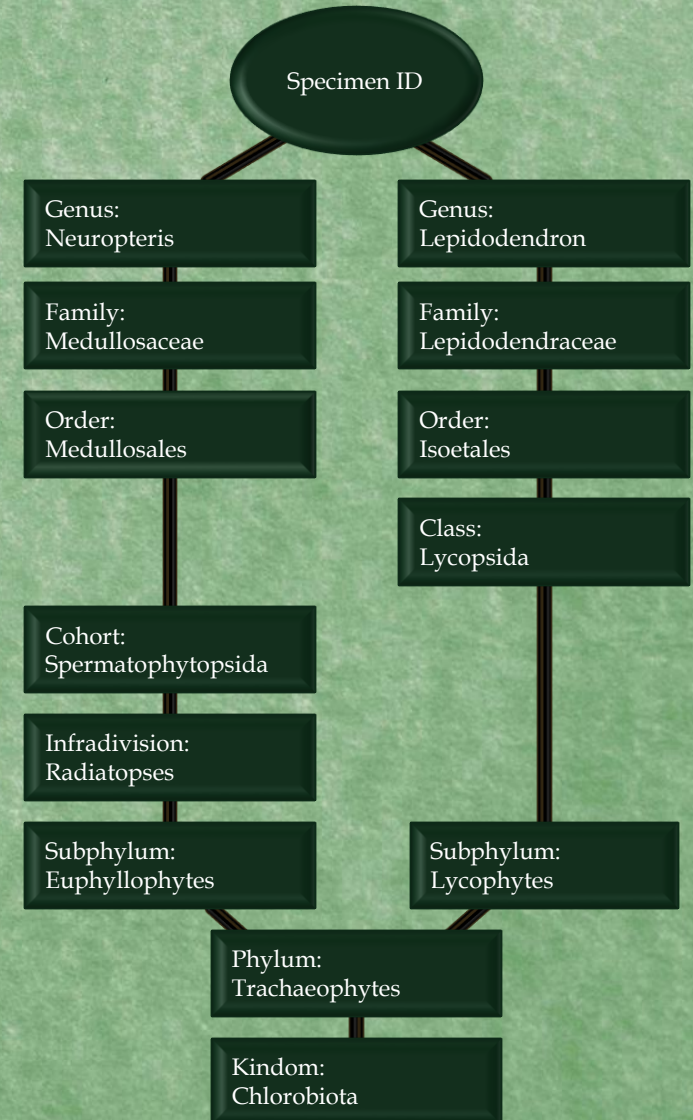 Specimen ID
Genus:
Neuropteris
Family:
Medullosaceae
Order:
Medullosales
Cohort:
Spermatophytopsida
Infradivision:
Radiatopses
Subphylum:
Euphyllophytes
Genus:
Lepidodendron
Family:
Lepidodendraceae
Order:
Isoetales
Class:
Lycopsida
Subphylum:
Lycophytes
Phylum:
Trachaeophytes
Kindom:
Chlorobiota